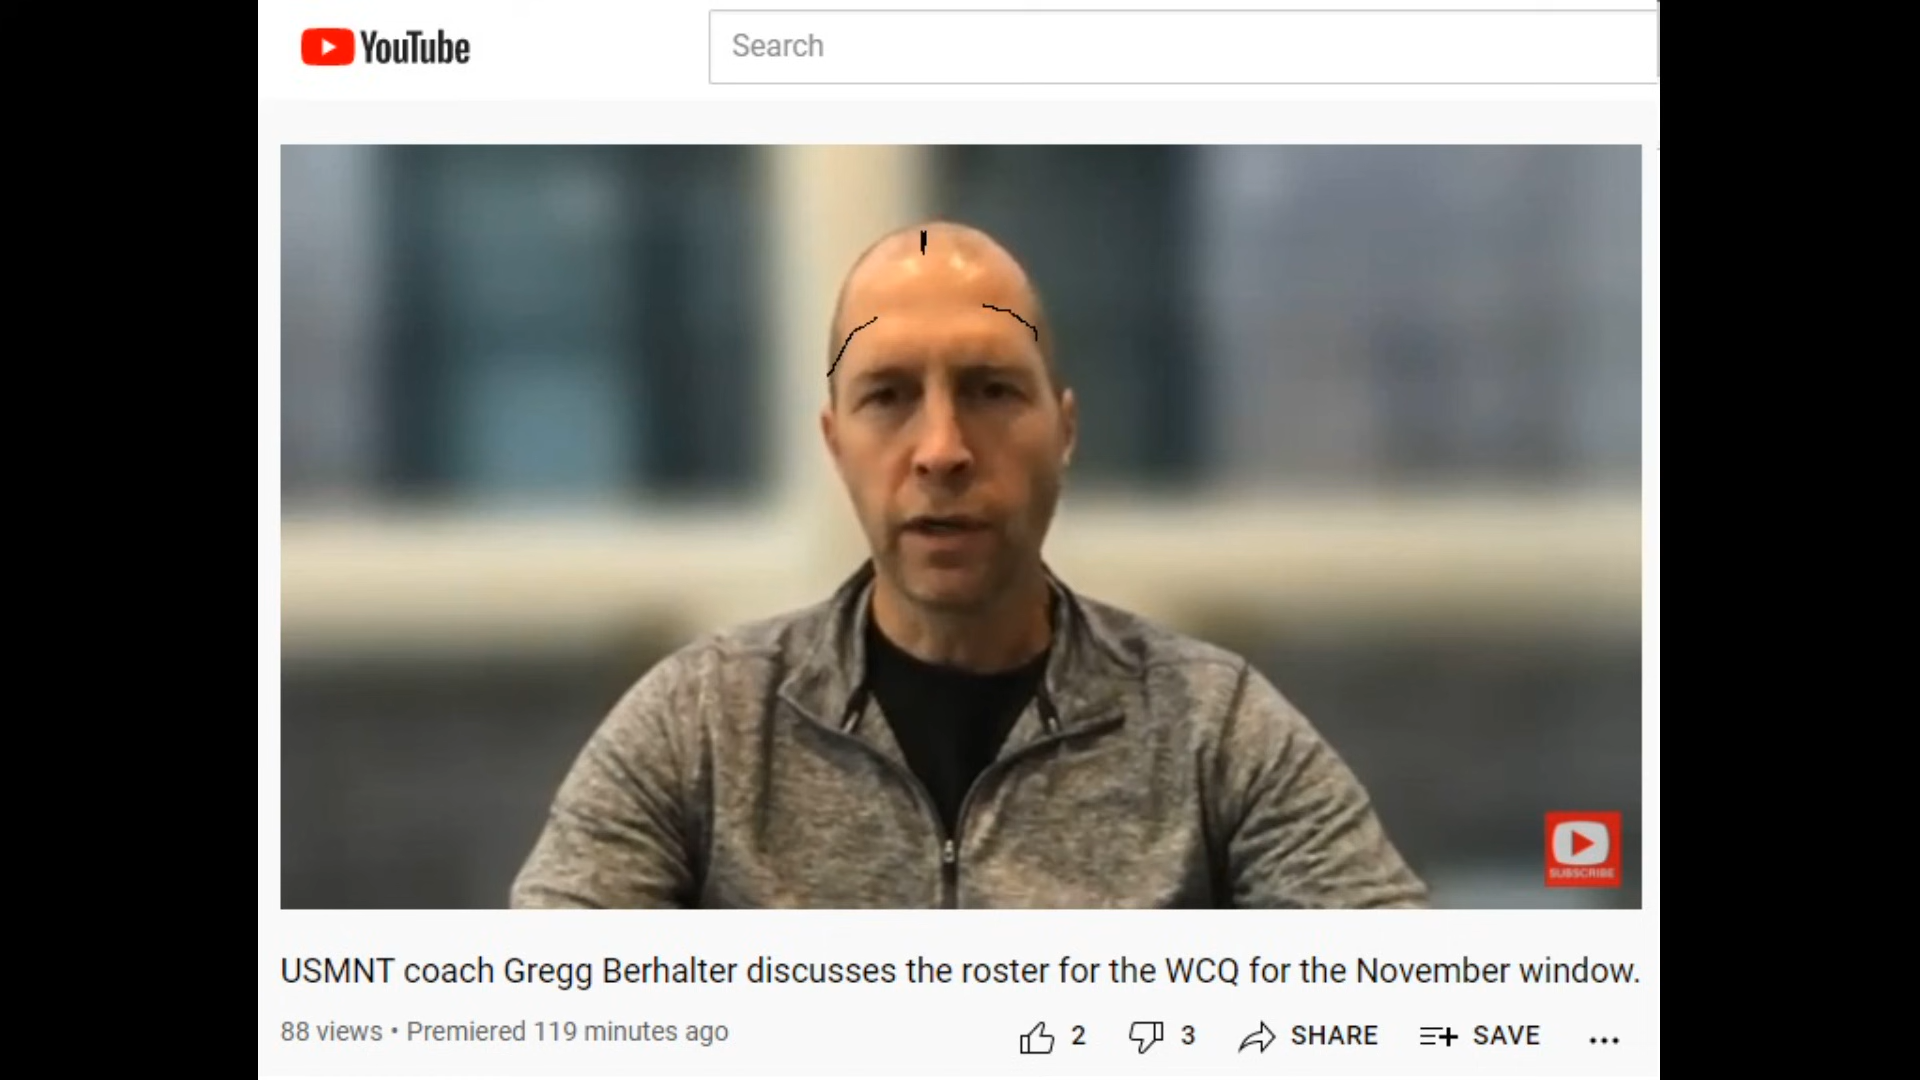 YouTube
Search
SUBSCRIBE
USMNT coach Gregg Berhalter discusses the roster for the WCQ for the November window.
88 views • Premiered 119 minutes ago
2
3
SHARE
SAVE
...